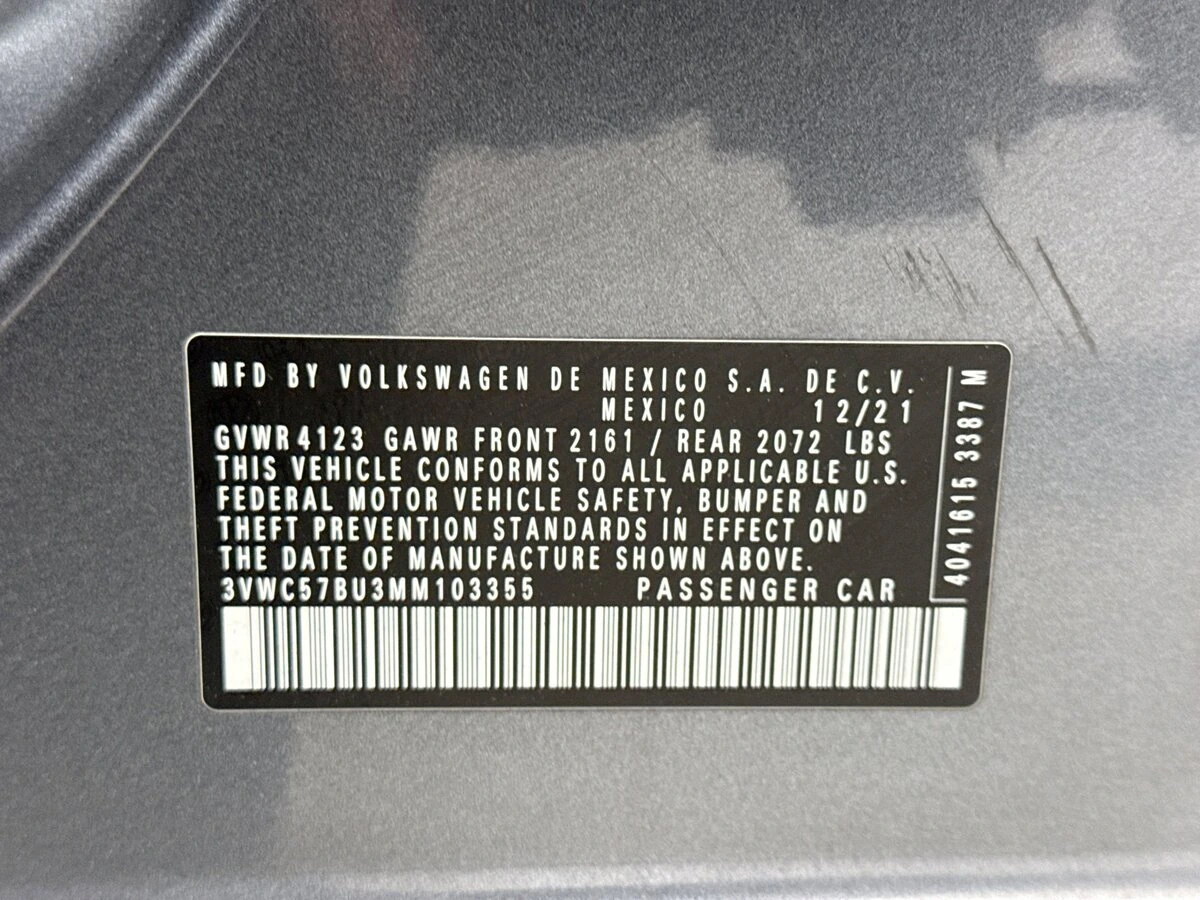 MFD BY VOLKSWAGEN DE MEXICO S.A. DE C.V.
MEXICO 12/21
GVWR 4123 GAWR FRONT 2161 / REAR 2072 LBS
THIS VEHICLE CONFORMS TO ALL APPLICABLE U.S.
FEDERAL MOTOR VEHICLE SAFETY, BUMPER AND
THEFT PREVENTION STANDARDS IN EFFECT ON
THE DATE OF MANUFACTURE SHOWN ABOVE.
3VWC57BU3MM103355 PASSENGER CAR
4041615 3387 M